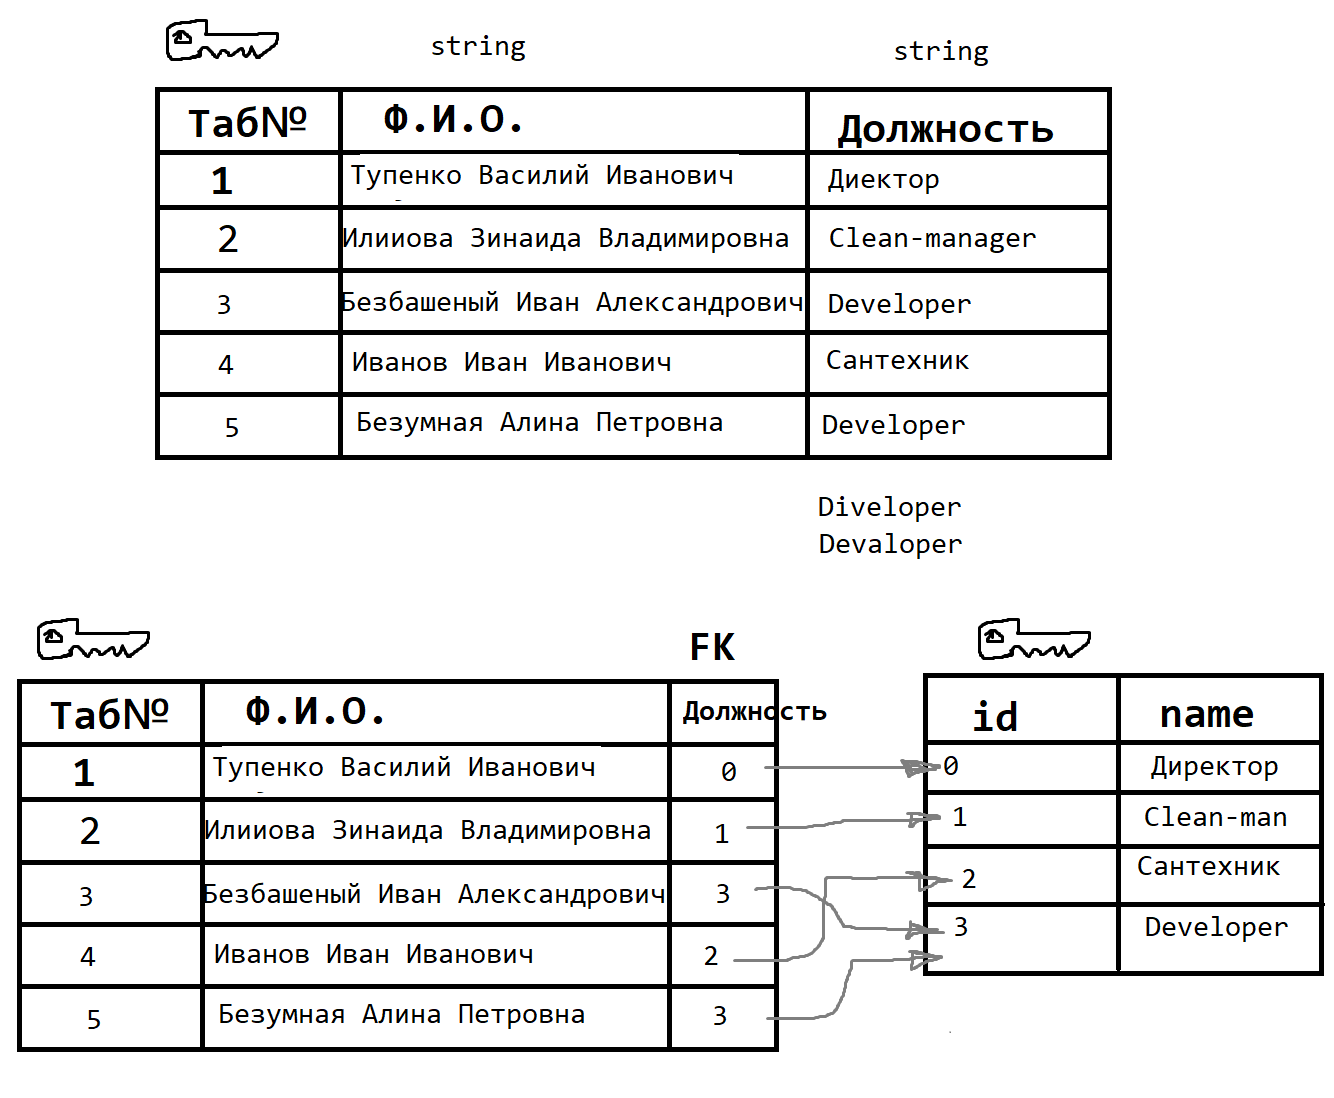 string string
Таб№ Ф.И.О. Должность
1 Тупенко Василий Иванович Диектор
2 Илииова Зинаида Владимировна Clean-manager
3 Безбашеный Иван Александрович Developer
4 Иванов Иван Иванович Сантехник
5 Безумная Алина Петровна Developer
Diveloper
Devaloper
FK
Таб№ Ф.И.О. Должность id name
1 Тупенко Василий Иванович 0 0 Директор
2 Илииова Зинаида Владимировна 1 1 Clean-man
3 Безбашеный Иван Александрович 3 2 Сантехник
4 Иванов Иван Иванович 2 3 Developer
5 Безумная Алина Петровна 3